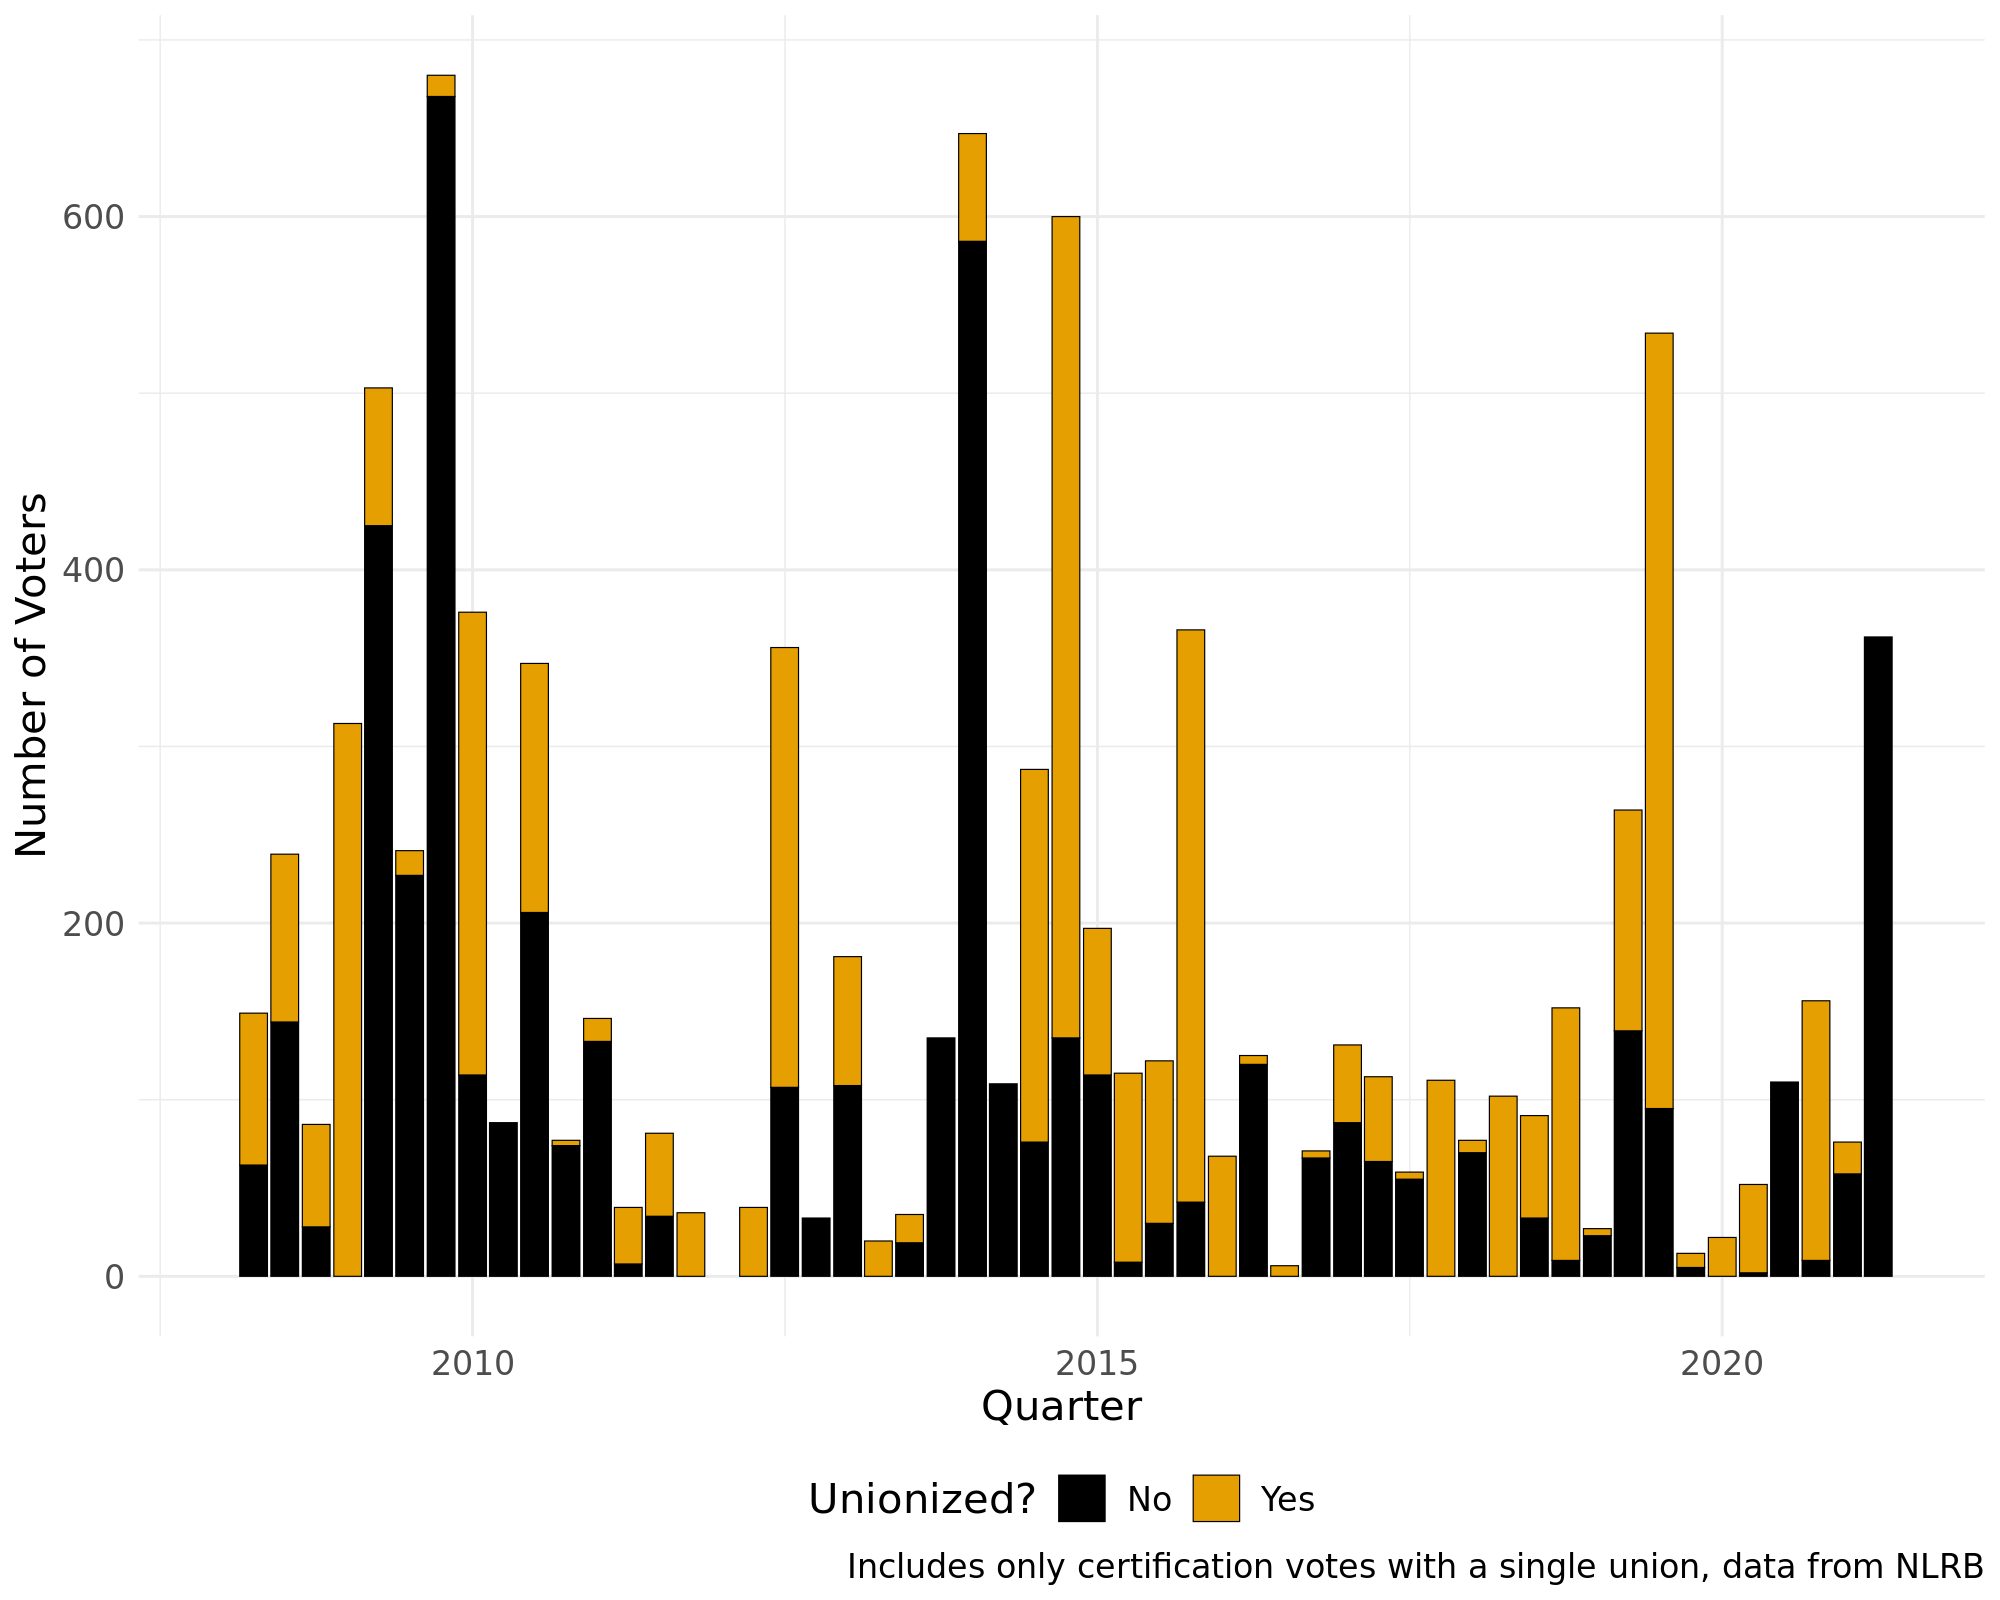 Number of Voters
600
400
200
0
2010 2015 2020
Quarter
Unionized? No Yes
Includes only certification votes with a single union, data from NLRB